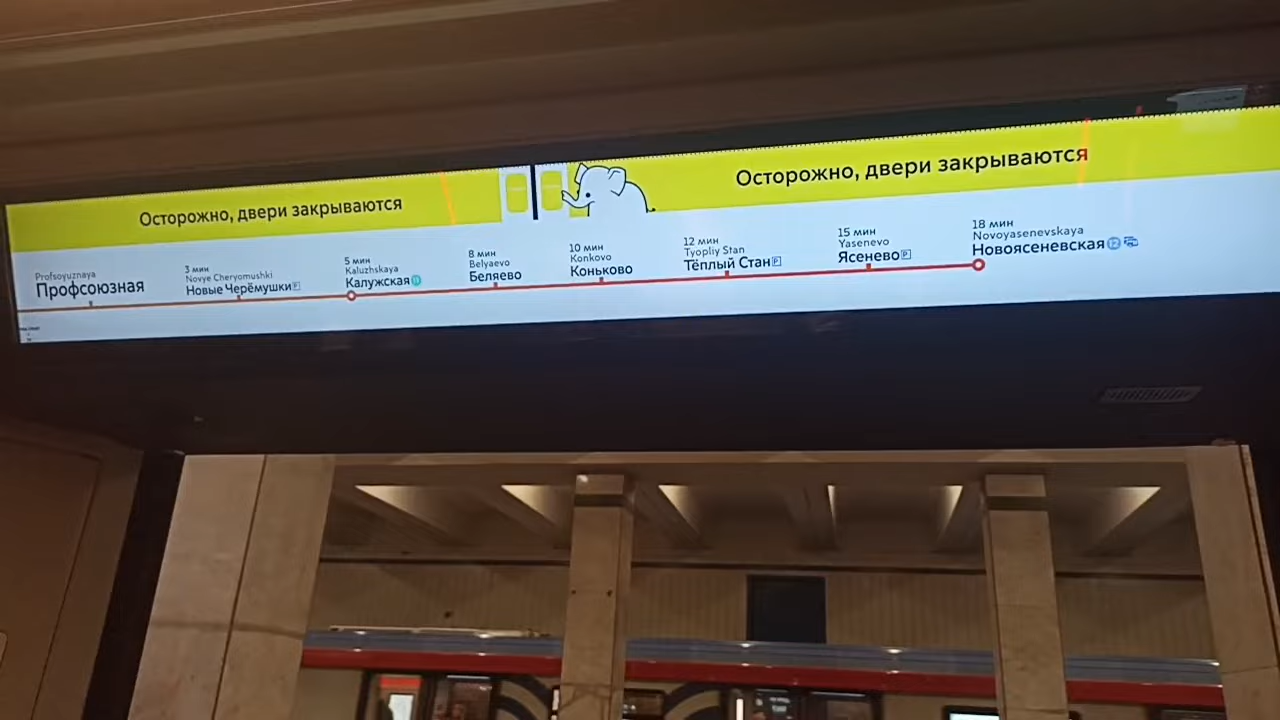 Осторожно, двери закрываются
Осторожно, двери закрываются
Profsoyuznaya
Профсоюзная
3 мин
Novye Cheryomushki
Новые Черёмушки P
5 мин
Kaluzhskaya
Калужская 11
8 мин
Belyaevo
Беляево
10 мин
Konkovo
Коньково
12 мин
Tyopliy Stan
Тёплый Стан P
15 мин
Yasenevo
Ясенево P
18 мин
Novoyasenevskaya
Новоясеневская 12